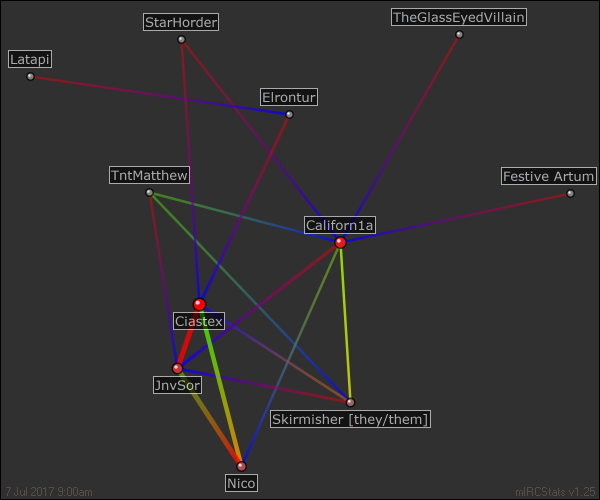 StarHorder
TheGlassEyedVillain
Latapi
Elrontur
TntMatthew
Festive Artum
Californ1a
Ciastex
JnvSor
Skirmisher [they/them]
Nico
7 Jul 2017 9:00am
mIRCStats v1.25